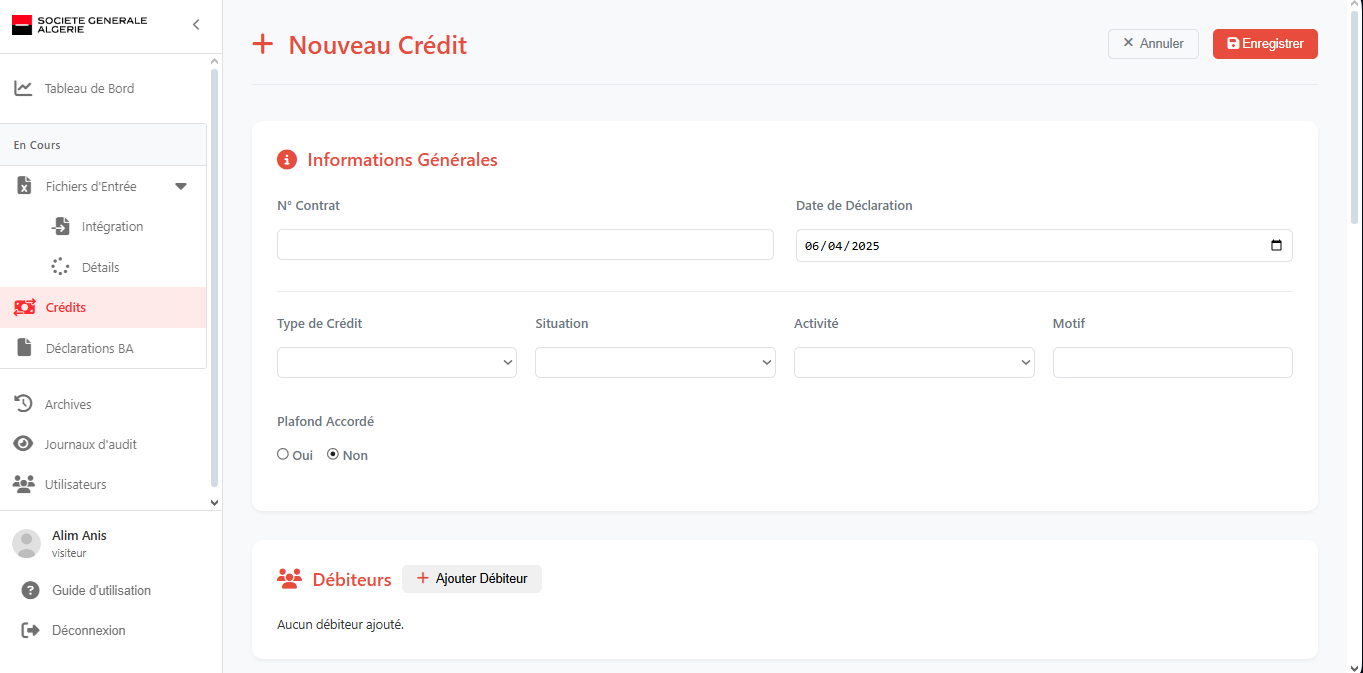 SOCIETE GENERALE
ALGERIE
Tableau de Bord
En Cours
Fichiers d'Entrée
Intégration
Détails
Crédits
Déclarations BA
Archives
Journaux d'audit
Utilisateurs
Alim Anis
visiteur
Guide d'utilisation
Déconnexion
Nouveau Crédit
Annuler
Enregistrer
Informations Générales
N° Contrat
Date de Déclaration
06/04/2025
Type de Crédit
Situation
Activité
Motif
Plafond Accordé
Oui
Non
Débiteurs
Ajouter Débiteur
Aucun débiteur ajouté.